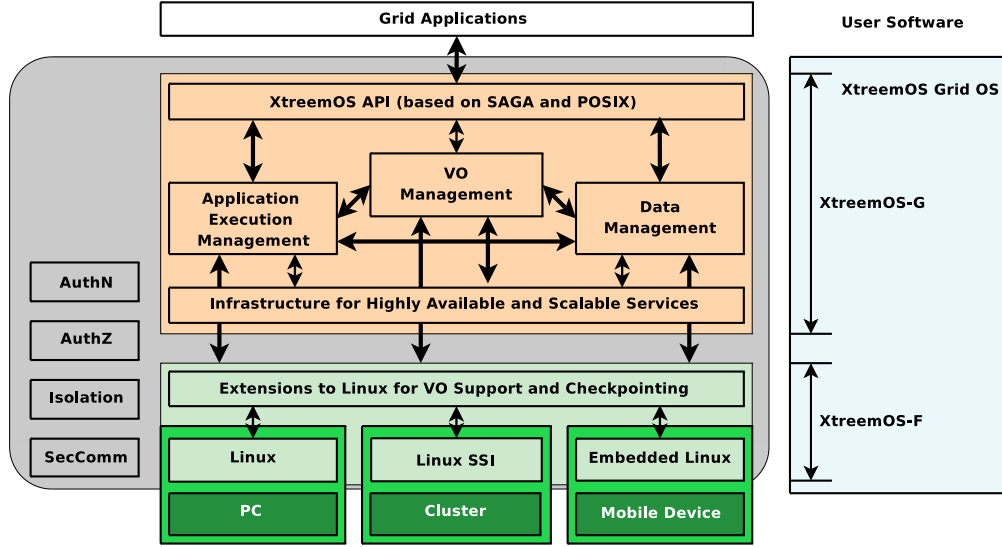 Grid Applications
User Software
XtreemOS API (based on SAGA and POSIX)
XtreemOS Grid OS
VO
Management
Application
Execution
Management
Data
Management
XtreemOS-G
AuthN
Infrastructure for Highly Available and Scalable Services
AuthZ
Extensions to Linux for VO Support and Checkpointing
Isolation
XtreemOS-F
SecComm
Linux
Linux SSI
Embedded Linux
PC
Cluster
Mobile Device